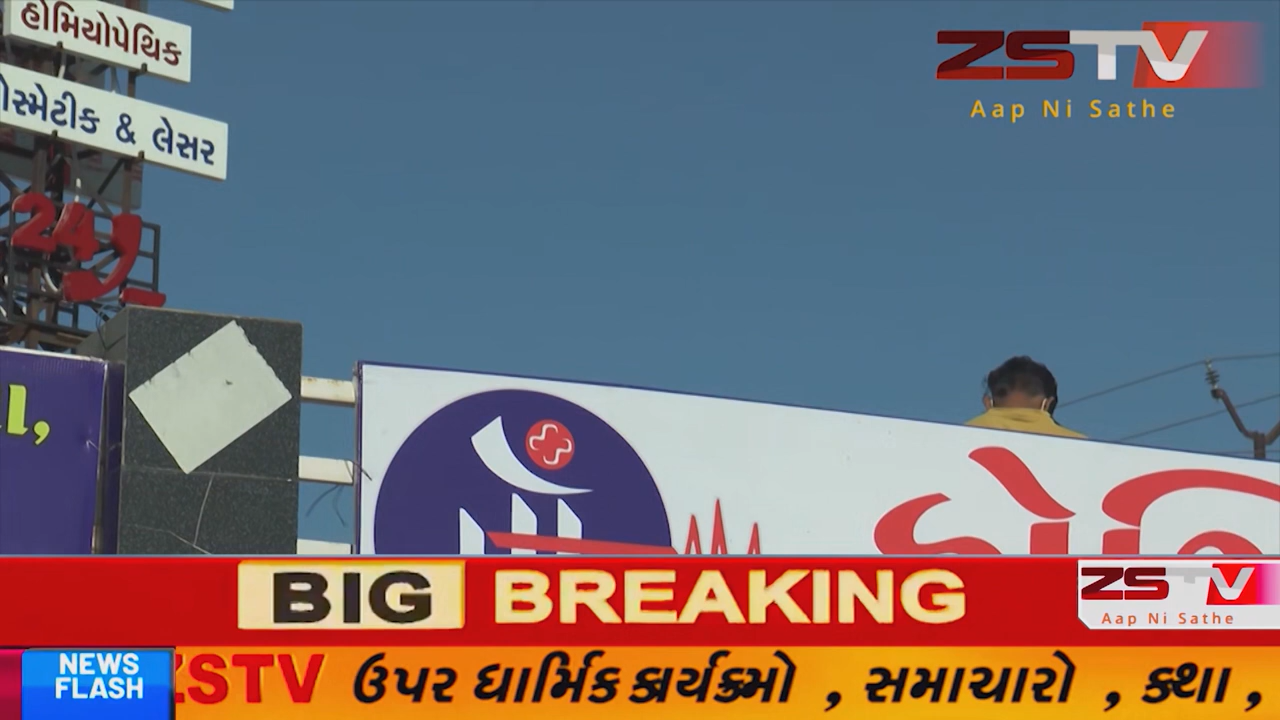 હોમિયોપેથિક
ZSTV
Aap Ni Sathe
સ્મેટીક & લેસર
24
BIG BREAKING
ZSTV
Aap Ni Sathe
NEWS FLASH
ZSTV ઉપર ધાર્મિક કાર્યક્રમો , સમાચારો , કથા ,